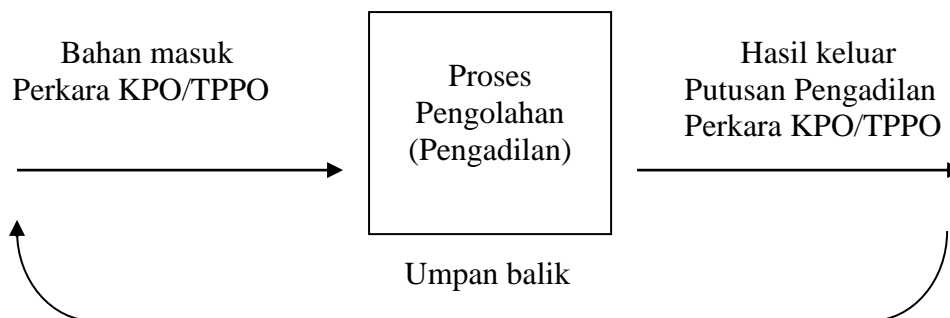 Bahan masuk
Perkara KPO/TPPO
Proses
Pengolahan
(Pengadilan)
Hasil keluar
Putusan Pengadilan
Perkara KPO/TPPO
Umpan balik